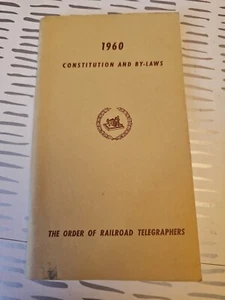 1960
CONSTITUTION AND BY-LAWS
THE ORDER OF RAILROAD TELEGRAPHERS